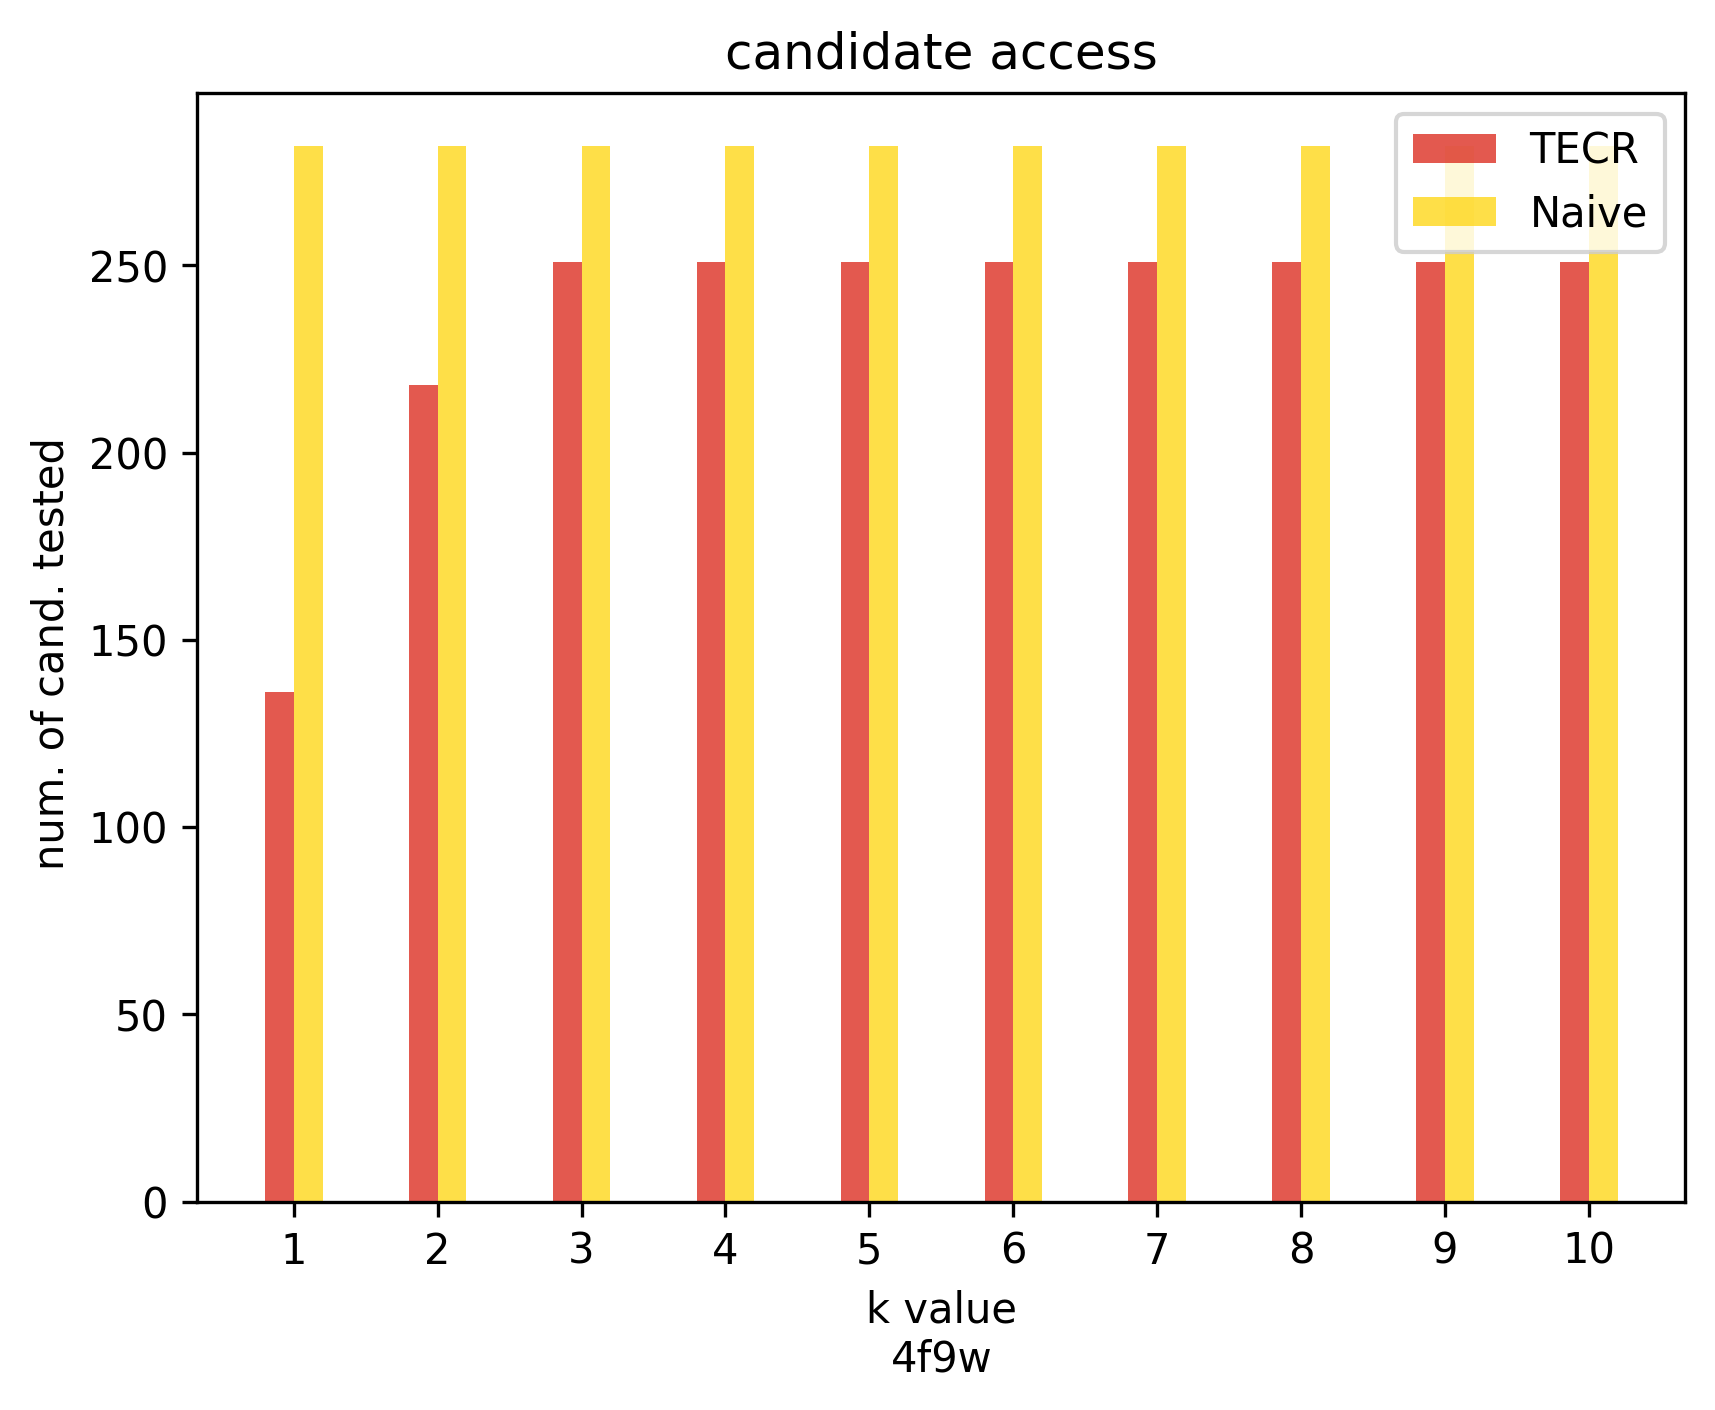 candidate access
TECR
Naive
num. of cand. tested
250
200
150
100
50
0
1 2 3 4 5 6 7 8 9 10
k value
4f9w